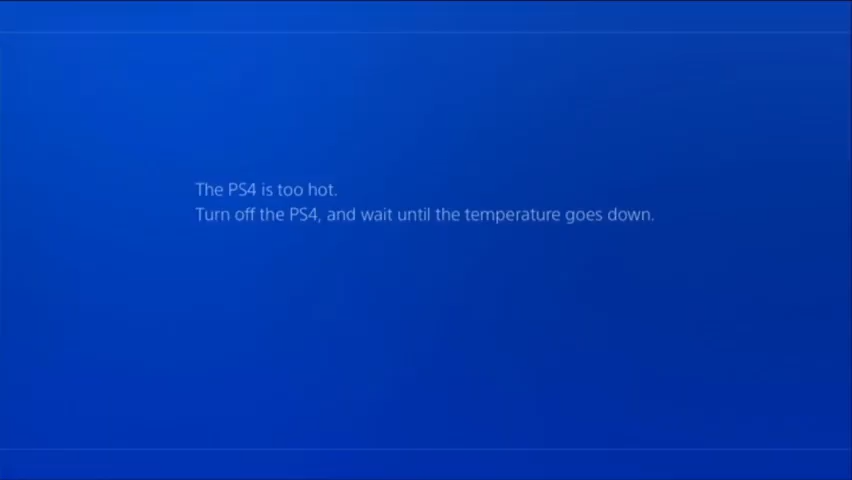 The PS4 is too hot.
Turn off the PS4, and wait until the temperature goes down.